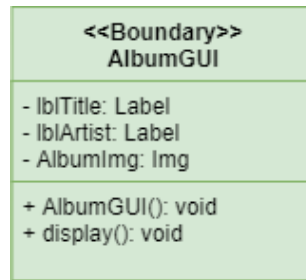 <<Boundary>>
AlbumGUI
- lblTitle: Label
- lblArtist: Label
- AlbumImg: Img
+ AlbumGUI(): void
+ display(): void